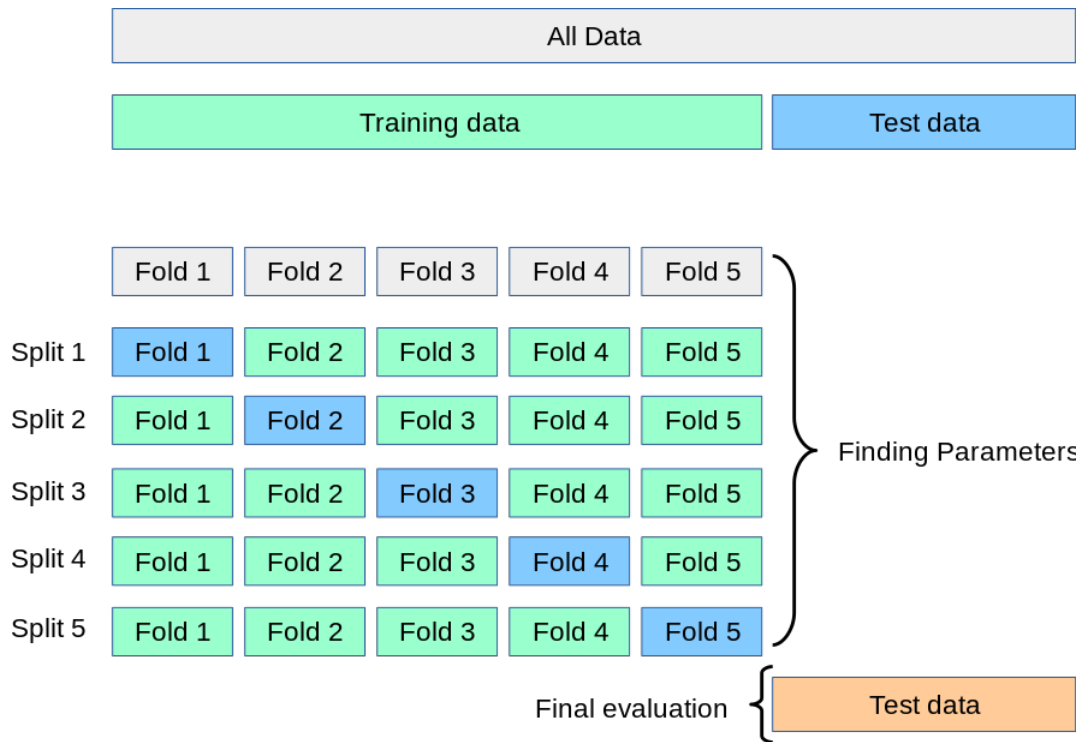 All Data
Training data Test data
Fold 1 Fold 2 Fold 3 Fold 4 Fold 5
Split 1 Fold 1 Fold 2 Fold 3 Fold 4 Fold 5
Split 2 Fold 1 Fold 2 Fold 3 Fold 4 Fold 5
Finding Parameters
Split 3 Fold 1 Fold 2 Fold 3 Fold 4 Fold 5
Split 4 Fold 1 Fold 2 Fold 3 Fold 4 Fold 5
Split 5 Fold 1 Fold 2 Fold 3 Fold 4 Fold 5
Final evaluation Test data